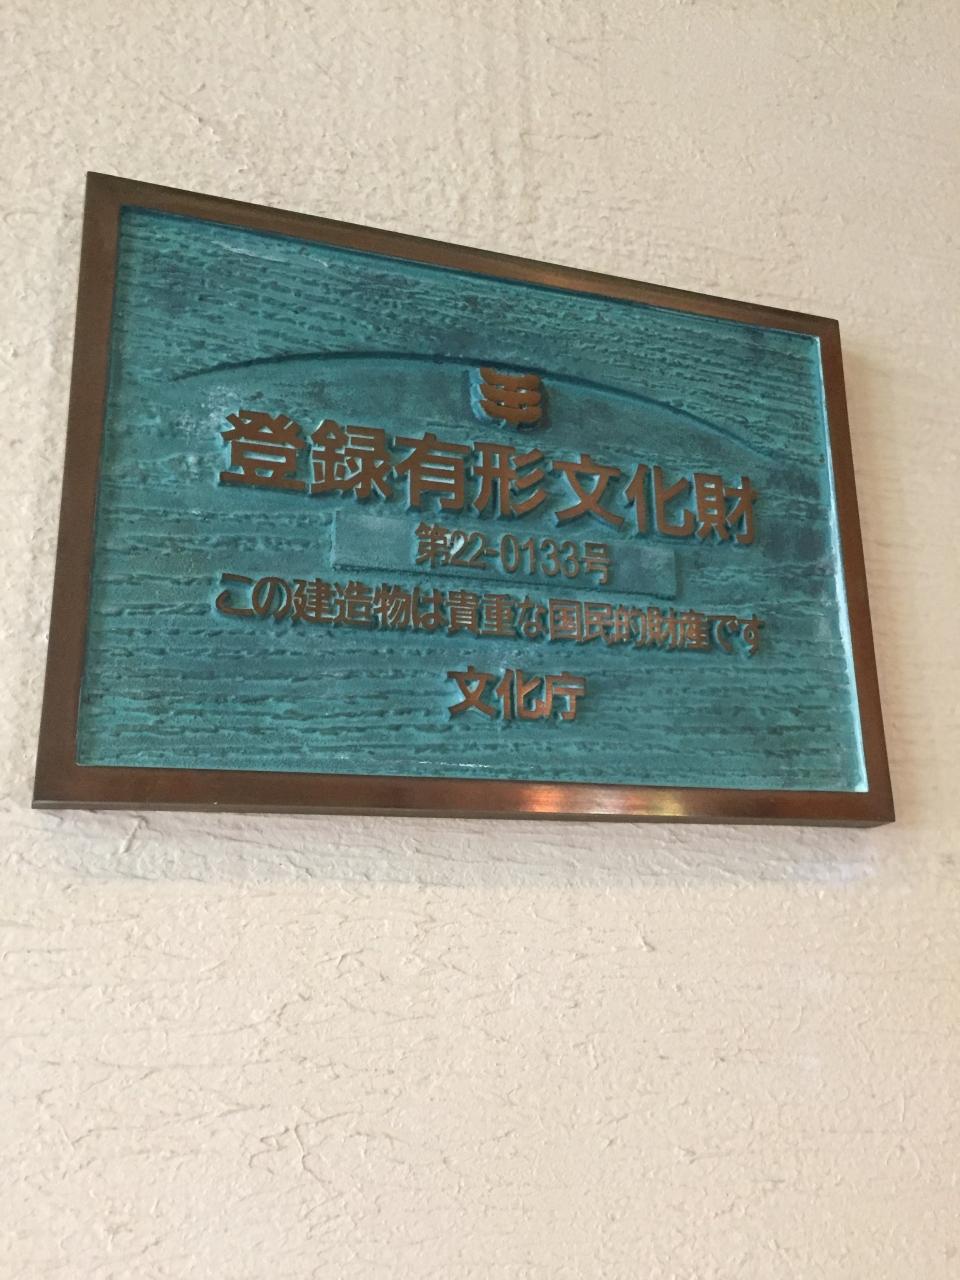 登録有形文化財
第22-0133号
この建造物は貴重な国民的財産です
文化庁